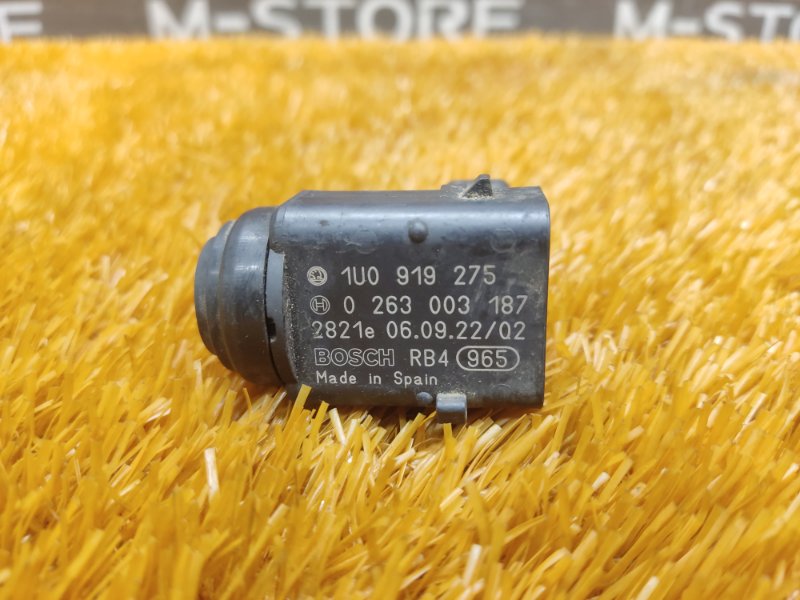 M-STORE M-STO
1U0 919 275
0 263 003 187
2821e 06.09.22/02
BOSCH RB4 965
Made in Spain